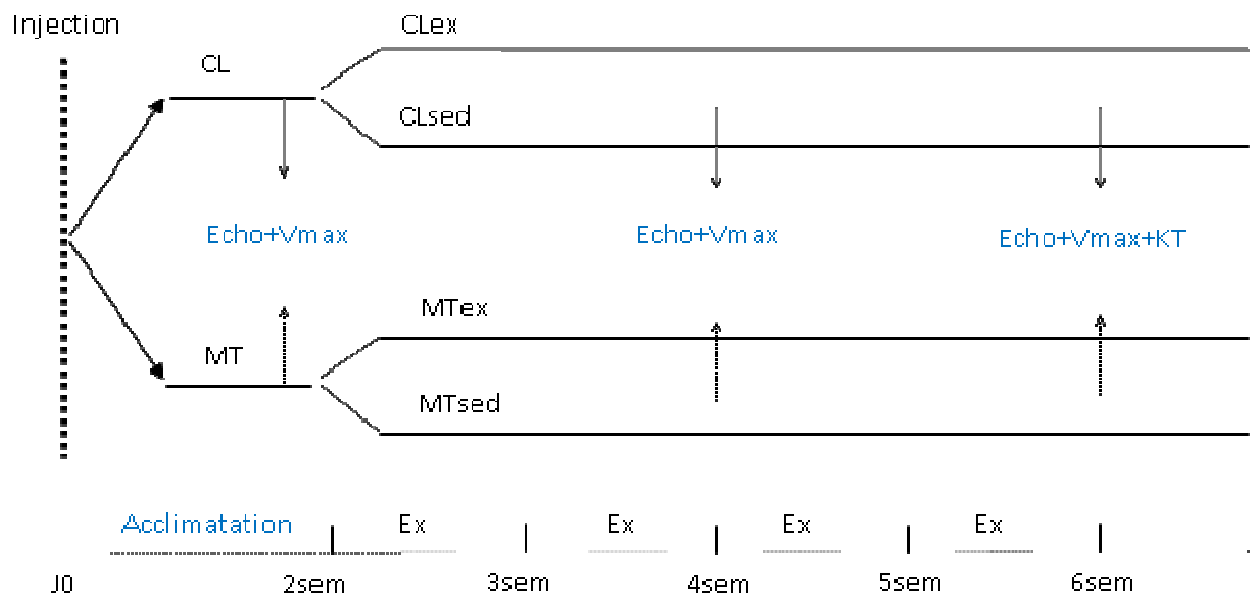 Injection
CLex
CL
CLsed
Echo+Vmax
Echo+Vmax
Echo+Vmax+KT
MTex
MT
MTsed
Acclimatation
Ex
Ex
Ex
Ex
J0
2sem
3sem
4sem
5sem
6sem